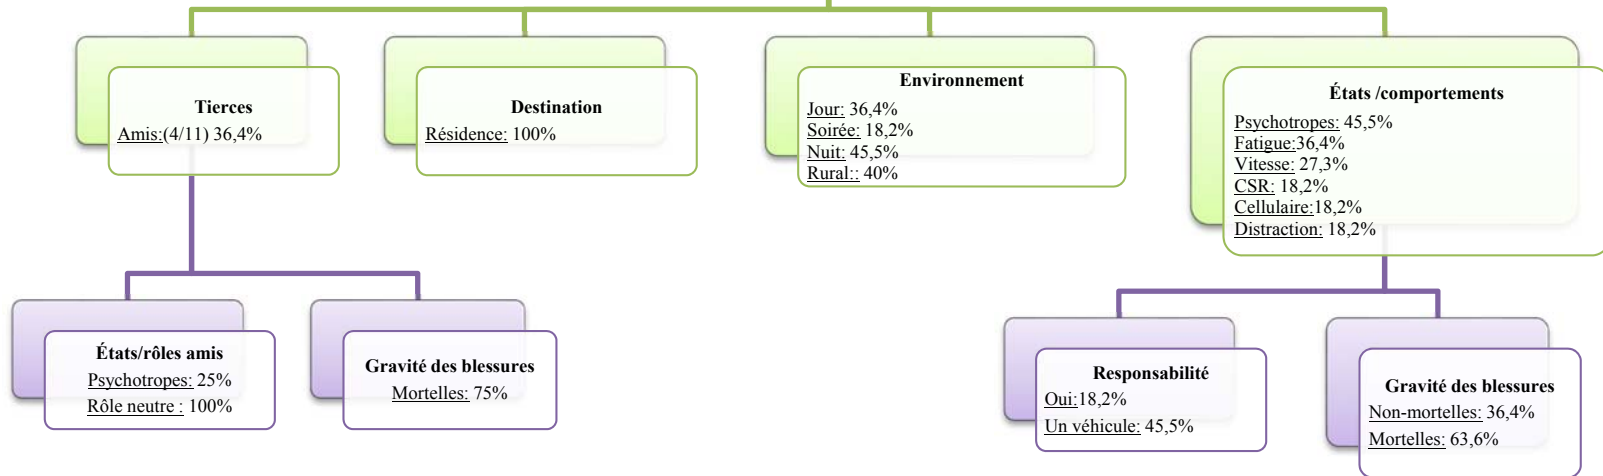 Tierces
Amis:(4/11) 36,4%
Destination
Résidence: 100%
Environnement
Jour: 36,4%
Soirée: 18,2%
Nuit: 45,5%
Rural:: 40%
États /comportements
Psychotropes: 45,5%
Fatigue:36,4%
Vitesse: 27,3%
CSR: 18,2%
Cellulaire:18,2%
Distraction: 18,2%
États/rôles amis
Psychotropes: 25%
Rôle neutre : 100%
Gravité des blessures
Mortelles: 75%
Responsabilité
Oui:18,2%
Un véhicule: 45,5%
Gravité des blessures
Non-mortelles: 36,4%
Mortelles: 63,6%